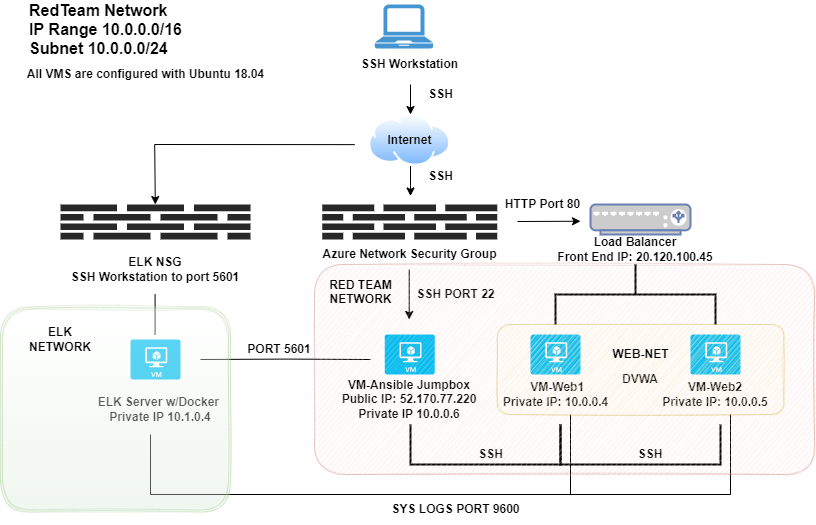 RedTeam Network
IP Range 10.0.0.0/16
Subnet 10.0.0.0/24
All VMS are configured with Ubuntu 18.04
SSH Workstation
SSH
Internet
SSH
HTTP Port 80
ELK NSG
SSH Workstation to port 5601
Azure Network Security Group
Load Balancer
Front End IP: 20.120.100.45
RED TEAM
NETWORK
SSH PORT 22
ELK
NETWORK
VM
PORT 5601
VM
VM
WEB-NET
DVWA
VM
ELK Server w/Docker
Private IP 10.1.0.4
VM-Ansible Jumpbox
Public IP: 52.170.77.220
Private IP 10.0.0.6
VM-Web1
Private IP: 10.0.0.4
VM-Web2
Private IP: 10.0.0.5
SSH
SSH
SYS LOGS PORT 9600